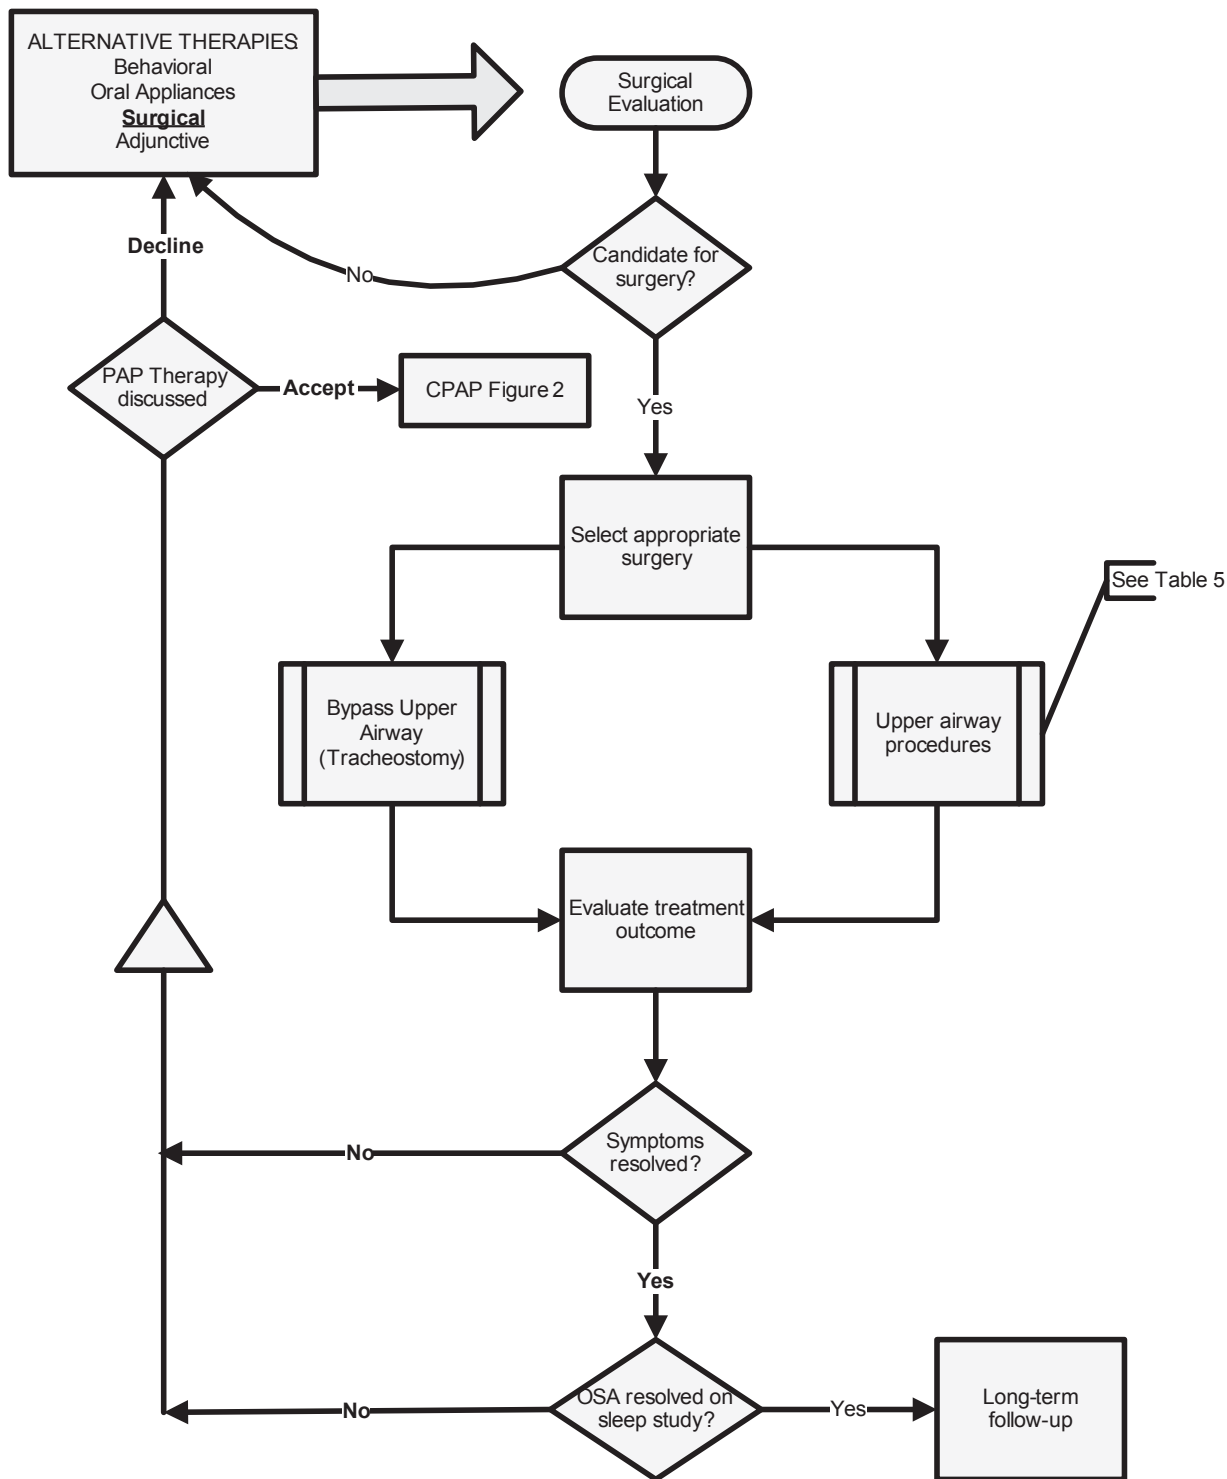 ALTERNATIVE THERAPIES:
Behavioral
Oral Appliances
Surgical
Adjunctive
Surgical
Evaluation
Decline
No
Candidate for
surgery?
PAP Therapy
discussed
Accept
CPAP Figure 2
Yes
Select appropriate
surgery
See Table 5
Bypass Upper
Airway
(Tracheostomy)
Upper airway
procedures
Evaluate treatment
outcome
No
Symptoms
resolved?
Yes
No
OSA resolved on
sleep study?
Yes
Long-term
follow-up